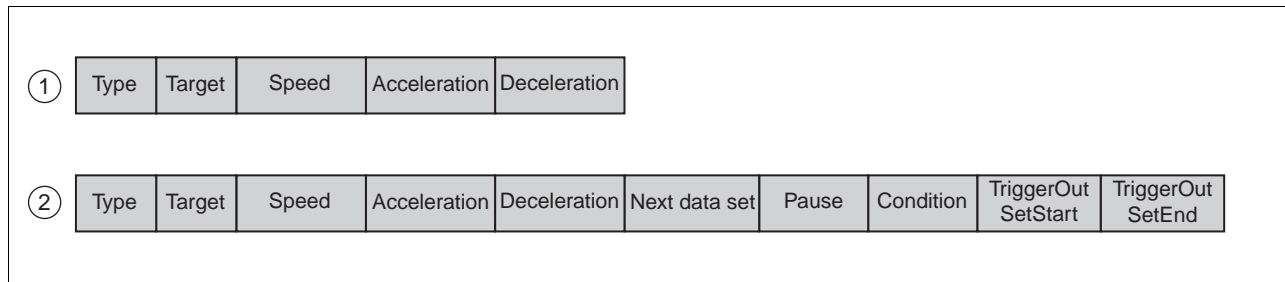 1 Type Target Speed Acceleration Deceleration
2 Type Target Speed Acceleration Deceleration Next data set Pause Condition TriggerOut SetStart TriggerOut SetEnd